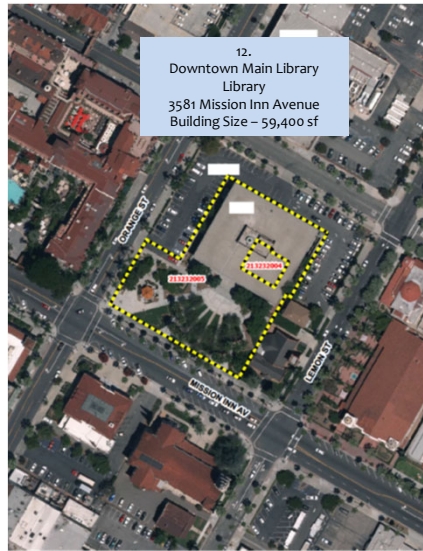 12.
Downtown Main Library
Library
3581 Mission Inn Avenue
Building Size – 59,400 sf
ORANGE ST
213232004
213232005
LEMON ST
MISSION INN AV